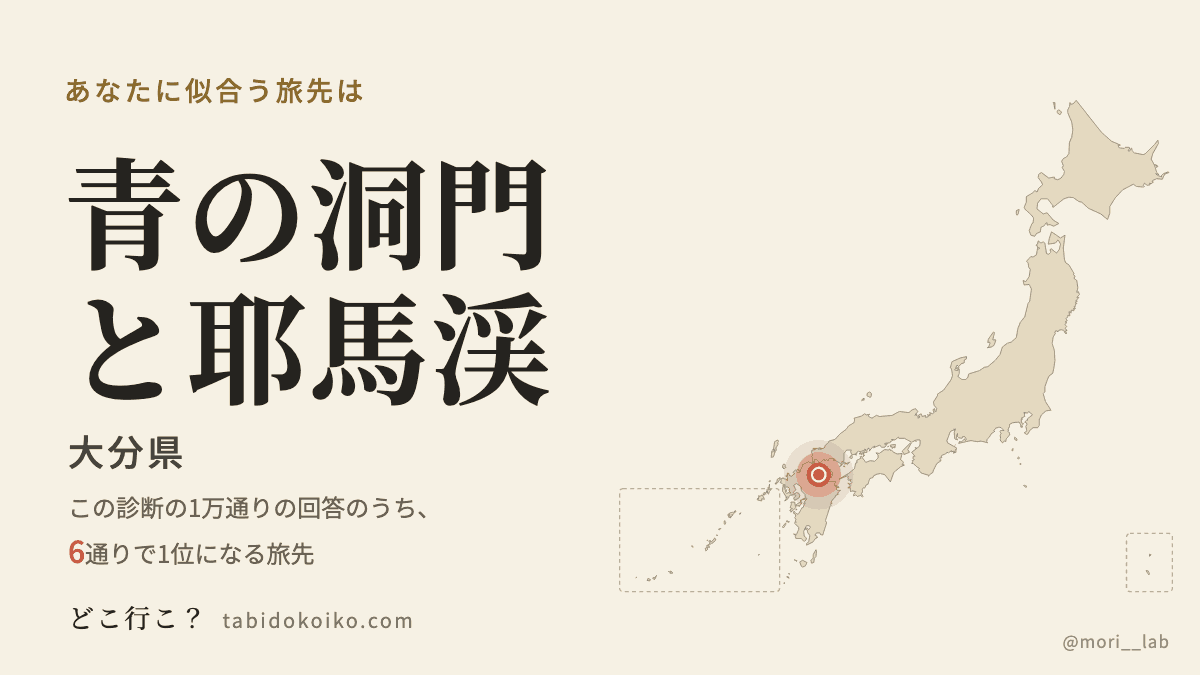 あなたに似合う旅先は
青の洞門
と耶馬渓
大分県
この診断の1万通りの回答のうち、
6通りで1位になる旅先
どこ行こ？ tabidokoiko.com
@mori__lab